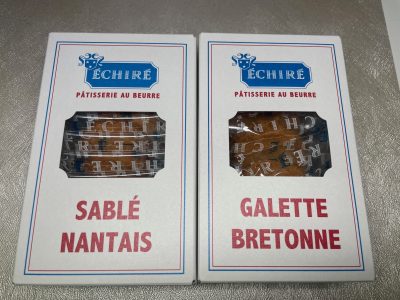 ÉCHIRÉ
PÂTISSERIE AU BEURRE
SABLÉ
NANTAIS
ÉCHIRÉ
PÂTISSERIE AU BEURRE
GALETTE
BRETONNE